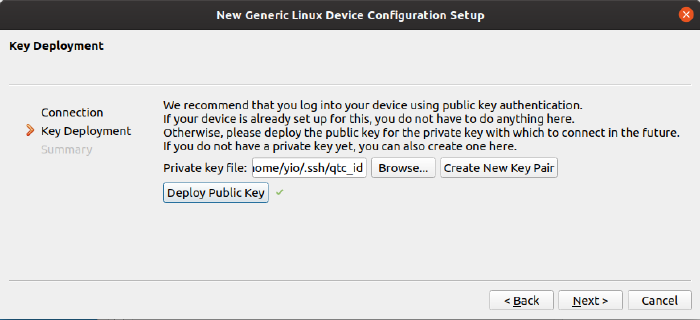 New Generic Linux Device Configuration Setup
Key Deployment
Connection
Key Deployment
Summary
We recommend that you log into your device using public key authentication.
If your device is already set up for this, you do not have to do anything here.
Otherwise, please deploy the public key for the private key with which to connect in the future.
If you do not have a private key yet, you can also create one here.
Private key file: ome/yio/.ssh/qtc_id Browse... Create New Key Pair
Deploy Public Key
< Back Next > Cancel